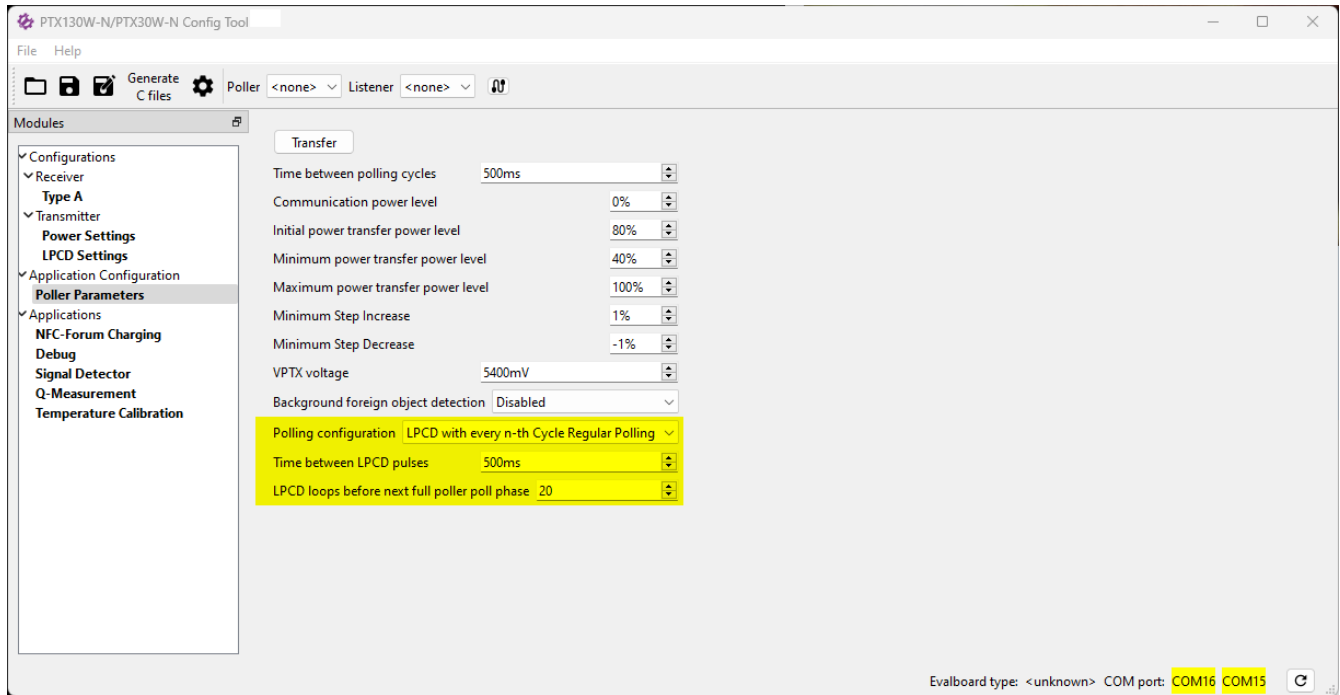 PTX130W-N/PTX30W-N Config Tool
File Help
Generate C files Poller <none> Listener <none>
Modules
Configurations
Receiver
Type A
Transmitter
Power Settings
LPCD Settings
Application Configuration
Poller Parameters
Applications
NFC-Forum Charging
Debug
Signal Detector
Q-Measurement
Temperature Calibration
Transfer
Time between polling cycles 500ms
Communication power level 0%
Initial power transfer power level 80%
Minimum power transfer power level 40%
Maximum power transfer power level 100%
Minimum Step Increase 1%
Minimum Step Decrease -1%
VPTX voltage 5400mV
Background foreign object detection Disabled
Polling configuration LPCD with every n-th Cycle Regular Polling
Time between LPCD pulses 500ms
LPCD loops before next full poller poll phase 20
Evalboard type: <unknown> COM port: COM16 COM15